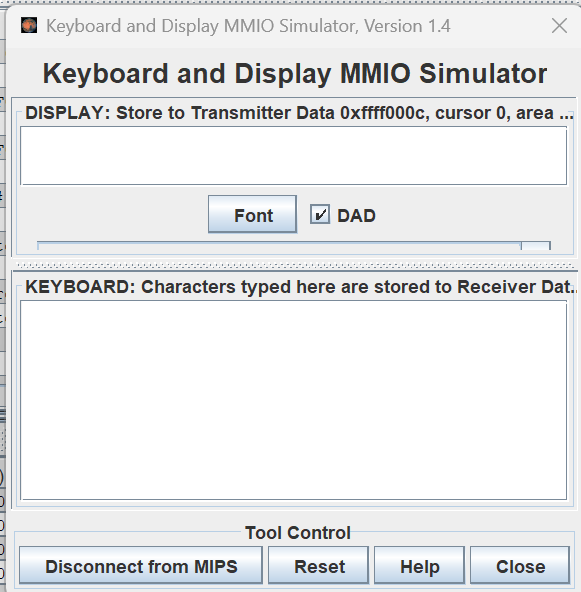 Keyboard and Display MMIO Simulator, Version 1.4
Keyboard and Display MMIO Simulator
DISPLAY: Store to Transmitter Data 0xffff000c, cursor 0, area ...
Font
DAD
KEYBOARD: Characters typed here are stored to Receiver Dat...
Tool Control
Disconnect from MIPS
Reset
Help
Close